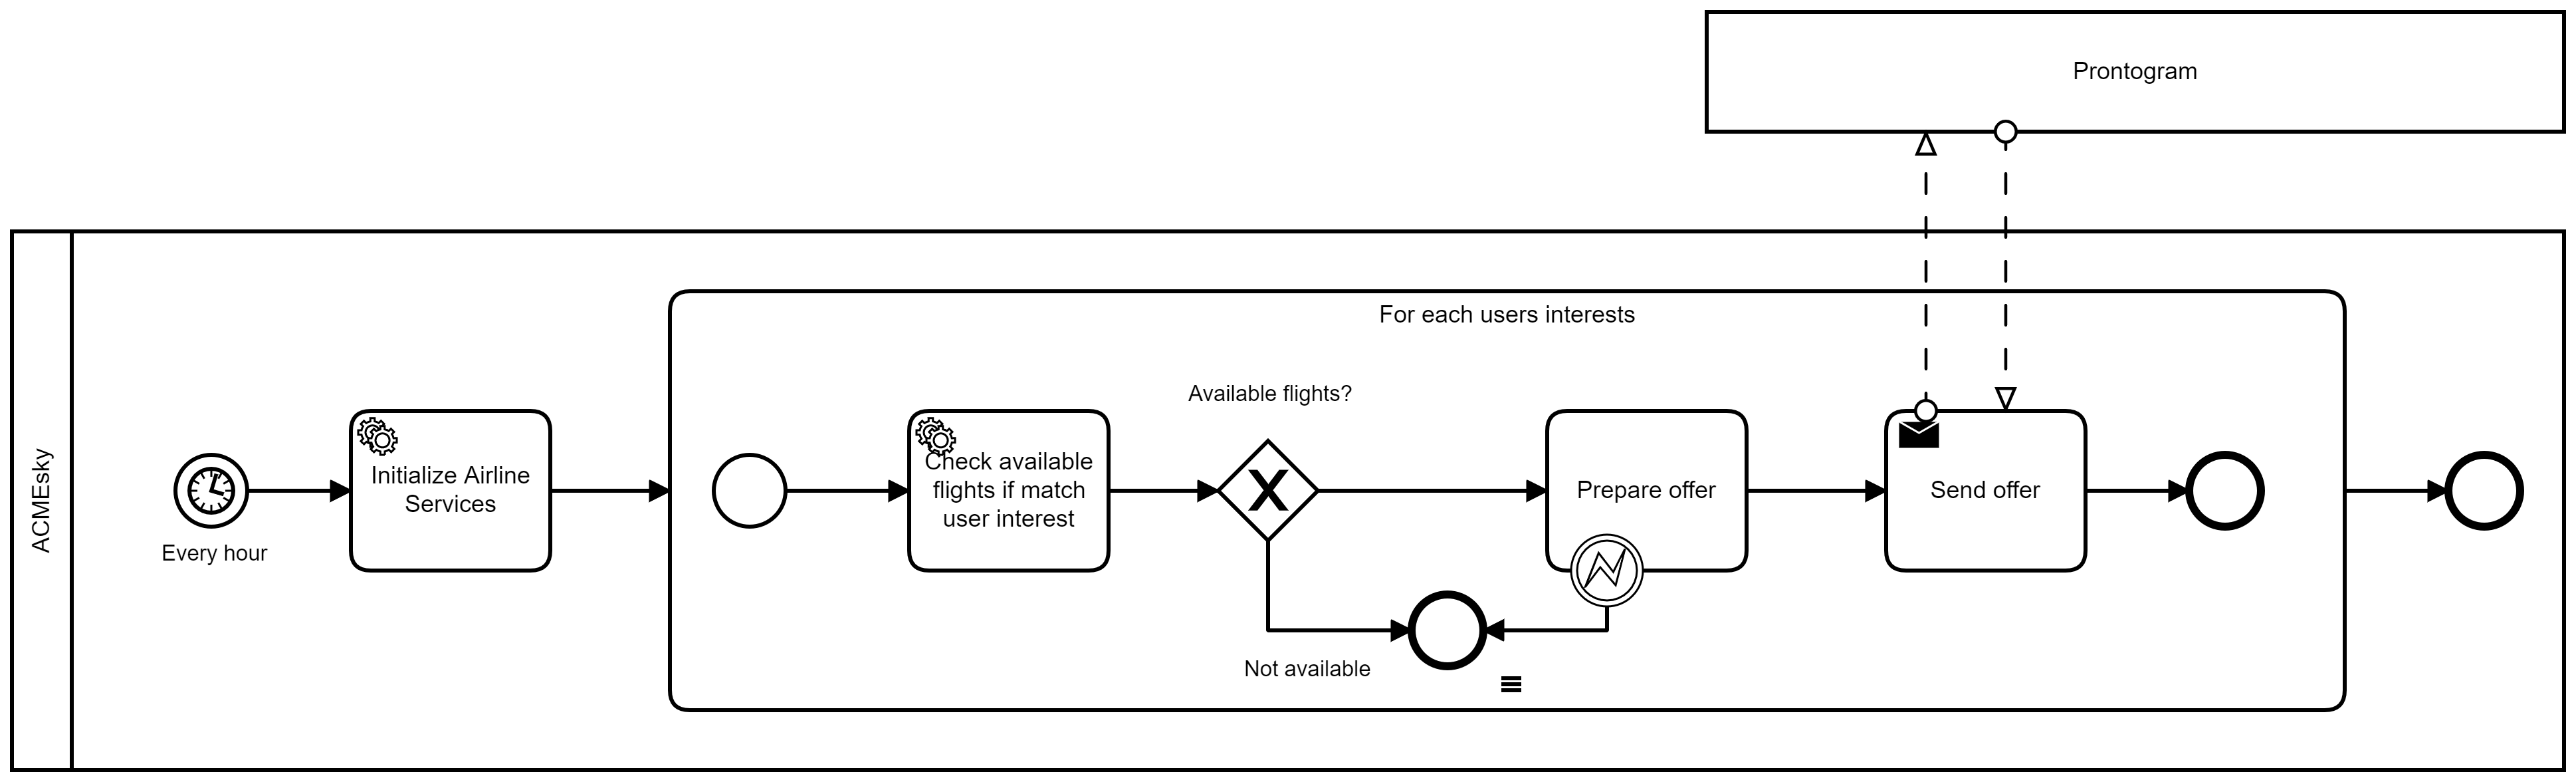 Prontogram
ACMEsky
For each users interests
Available flights?
Every hour
Initialize Airline
Services
Check available
flights if match
user interest
Prepare offer
Send offer
Not available